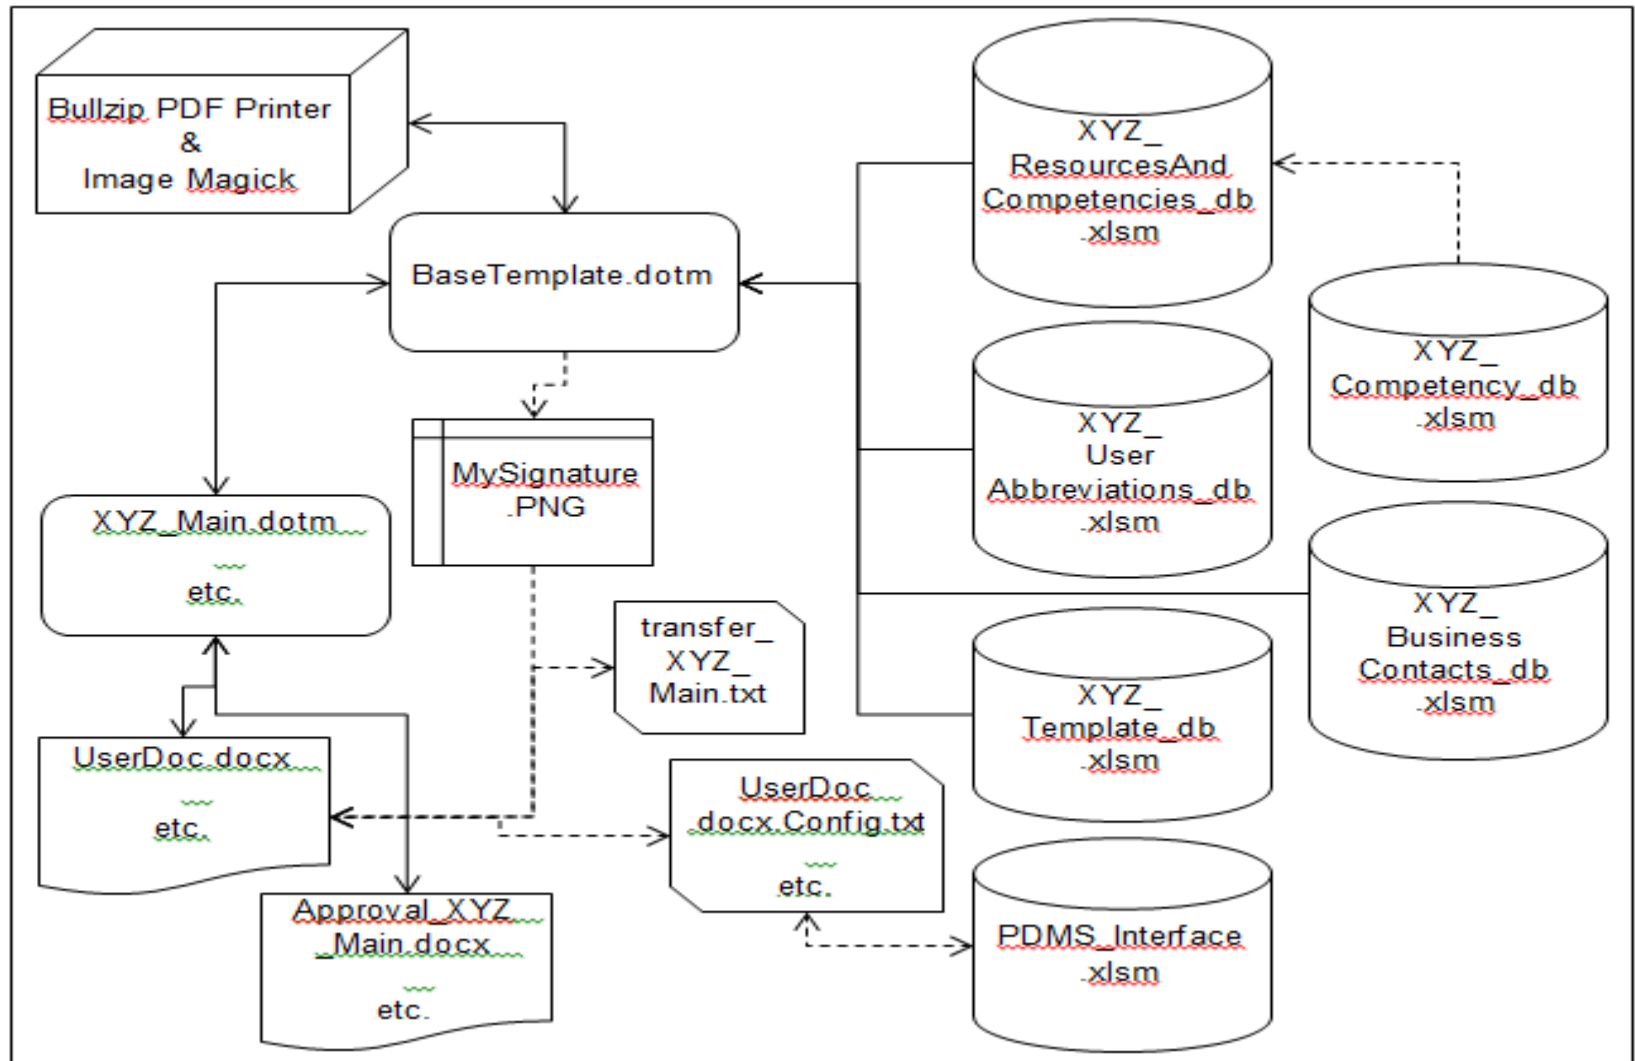 Bullzip PDF Printer
&
Image Magick
BaseTemplate.dotm
MySignature
.PNG
XYZ_Main.dotm
etc.
transfer_
XYZ_
Main.txt
UserDoc.docx
etc.
UserDoc
.docx.Config.txt
etc.
Approval_XYZ
_Main.docx
etc.
XYZ_
ResourcesAnd
Competencies_db
.xlsm
XYZ_
Competency_db
.xlsm
XYZ_
User
Abbreviations_db
.xlsm
XYZ_
Business
Contacts_db
.xlsm
XYZ_
Template_db
.xlsm
PDMS_Interface
.xlsm